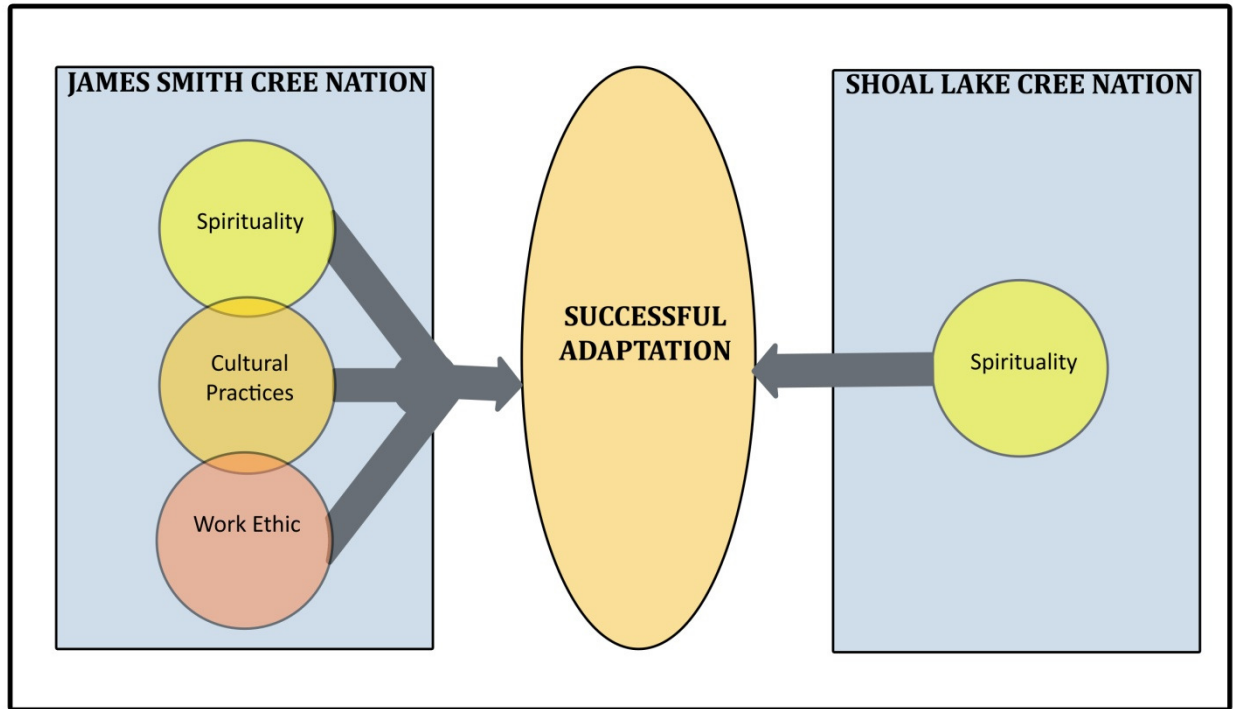 JAMES SMITH CREE NATION
Spirituality
Cultural
Practices
Work Ethic
SUCCESSFUL
ADAPTATION
SHOAL LAKE CREE NATION
Spirituality